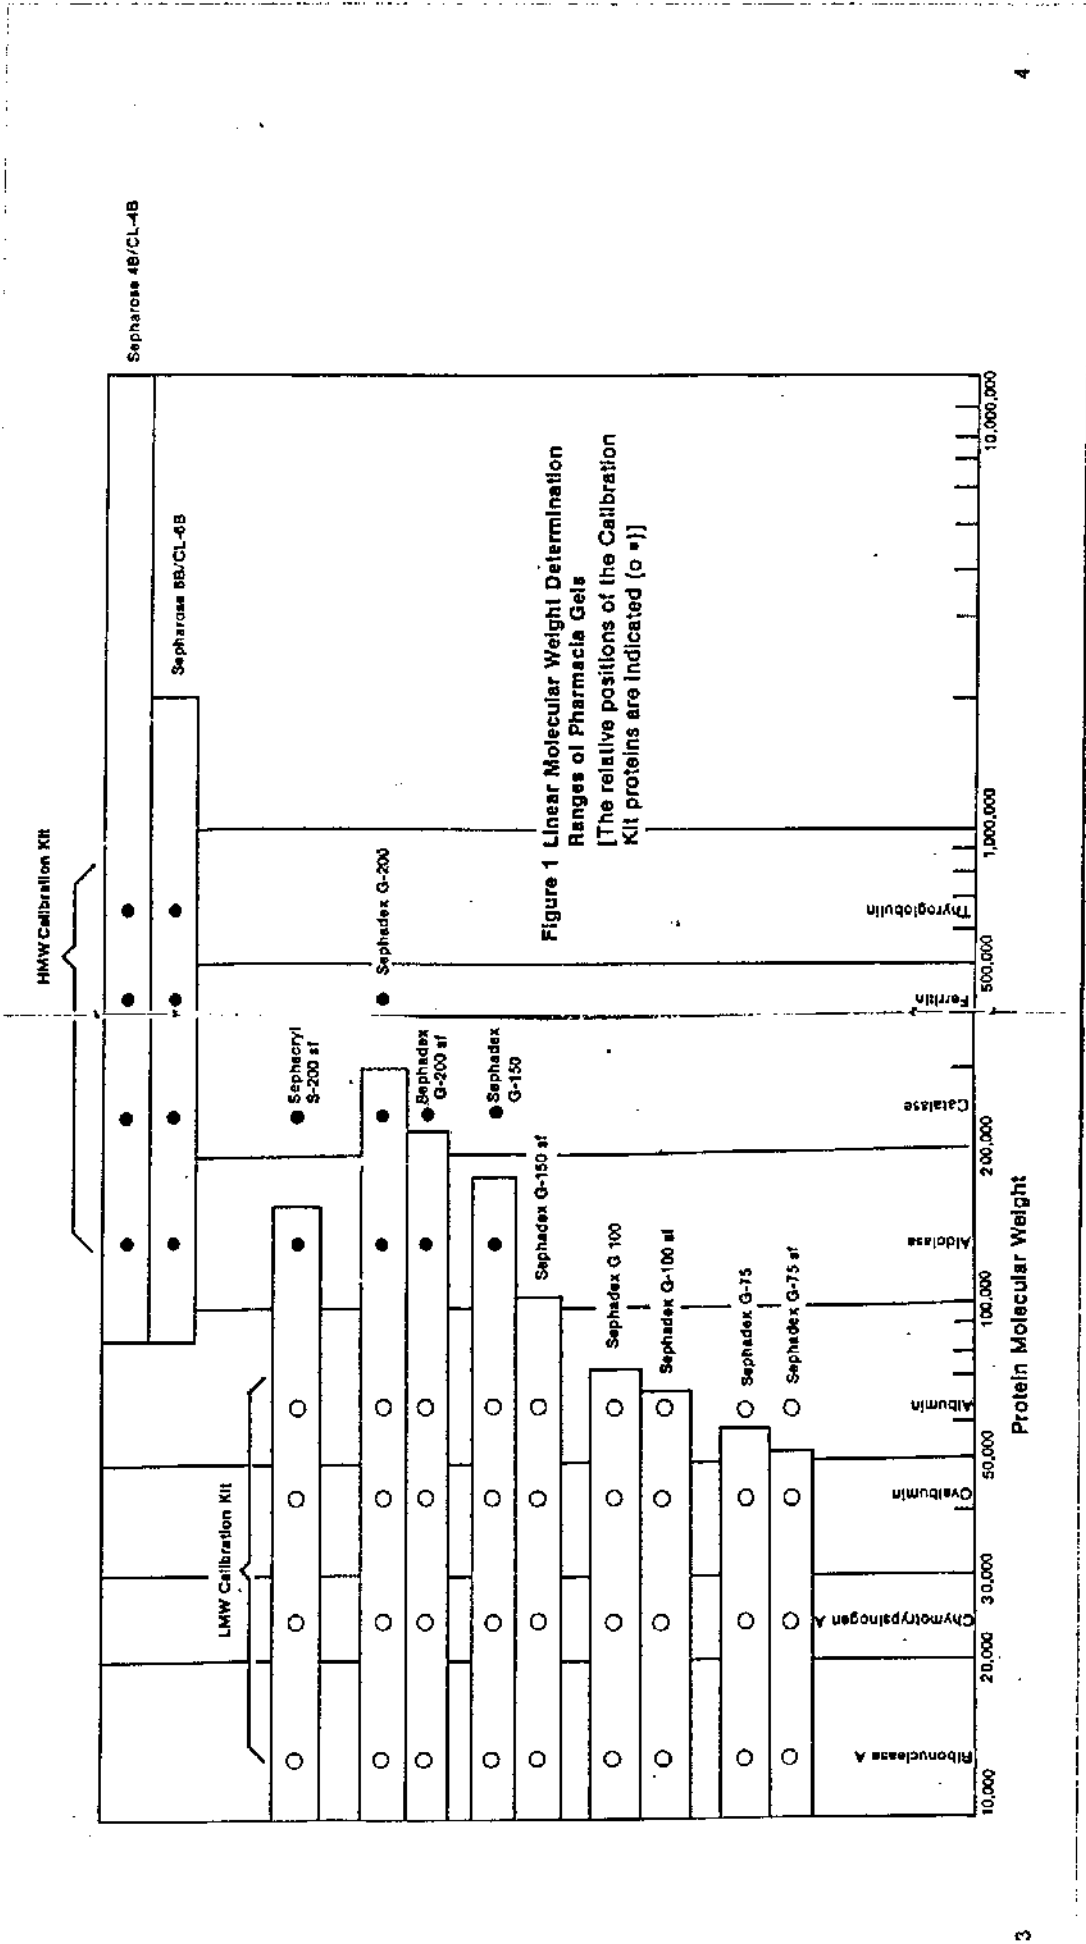 HMW Calibration Kit
Sepharose 4B/CL-4B
Sepharose 6B/CL-6B
LMW Calibration Kit
Sephacryl
S-200 sf
Sephadex G-200
Sephadex
G-200 sf
Sephadex
G-150
Sephadex G-150 sf
Sephadex G 100
Sephadex G-100 sf
Sephadex G-75
Sephadex G-75 sf
Figure 1 Linear Molecular Weight Determination
Ranges of Pharmacia Gels
[The relative positions of the Calibration
Kit proteins are indicated (o •)]
Ribonuclease A
Chymotrypsinogen A
Ovalbumin
Albumin
Aldolase
Catalase
Ferritin
Thyroglobulin
10,000
20,000
30,000
50,000
100,000
200,000
500,000
1,000,000
10,000,000
Protein Molecular Weight
3
4